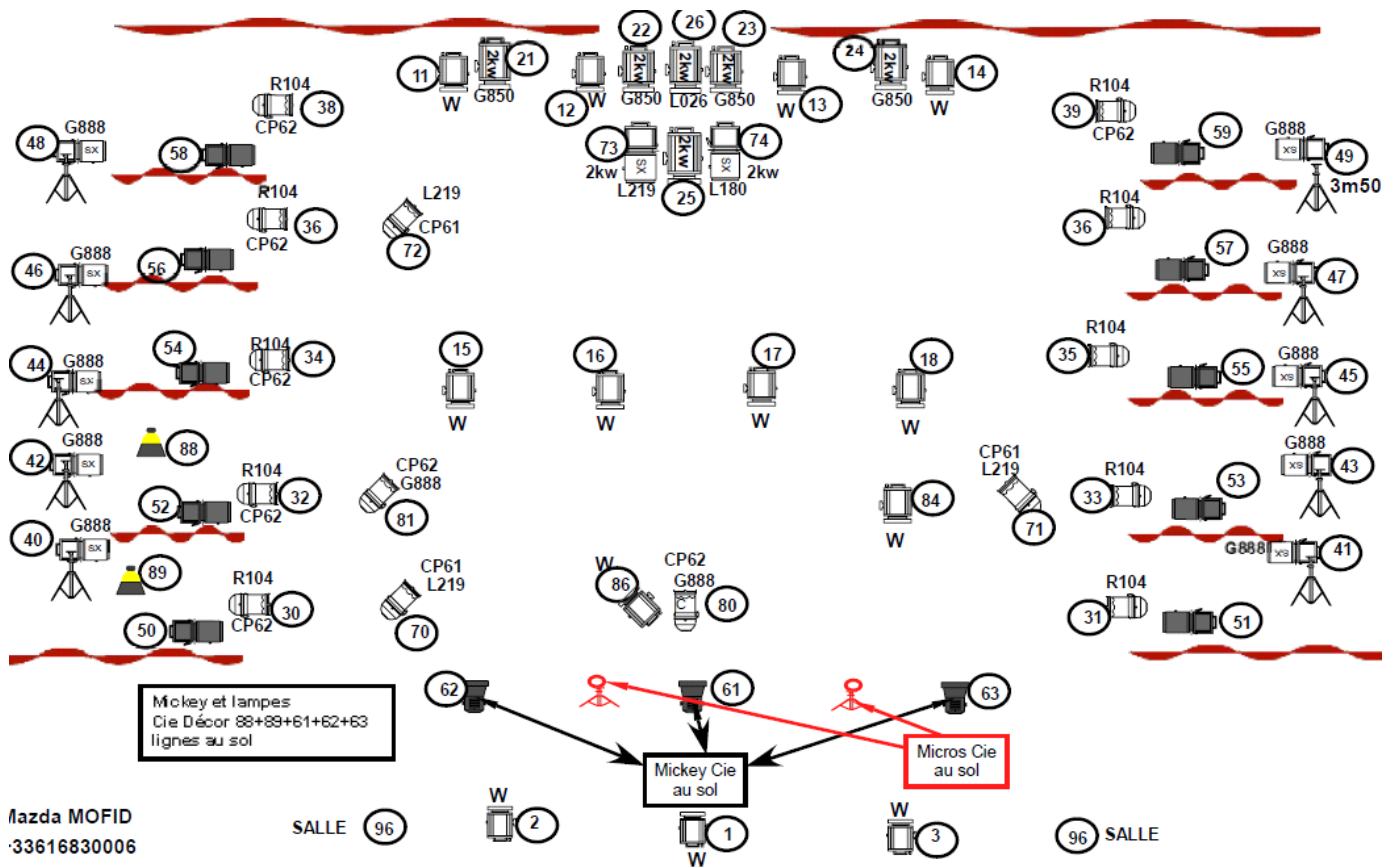 22 26 23
11 21 24 14
2kw 2kw 2kw 2kw 2kw
W G850 12 W G850 L026 G850 13 G850 W
R104 38 CP62
R104 39 CP62
48 G888 SX 58
59 G888 SX 49 3m50
73 SX 2kw L219
2kw 25
74 SX 2kw L180
R104 36 CP62
L219 CP61 72
R104 36
46 G888 SX 56
57 G888 SX 47
44 G888 SX 54 R104 34 CP62
15 W 16 W 17 W 18 W
R104 35
55 G888 SX 45
88
42 G888 SX 52 R104 32 CP62
CP62 G888 81
84 W
CP61 L219 71
R104 33
53 G888 SX 43
40 G888 SX 89
G888 SX 41
50 R104 30 CP62
CP61 L219 70
W 86
CP62 G888 C 80
R104 31
51
62 61 63
Mickey et lampes
Cie Décor 88+89+61+62+63
lignes au sol
Mickey Cie
au sol
Micros Cie
au sol
Mazda MOFID
33616830006
SALLE 96
W 2
1 W
W 3
96 SALLE